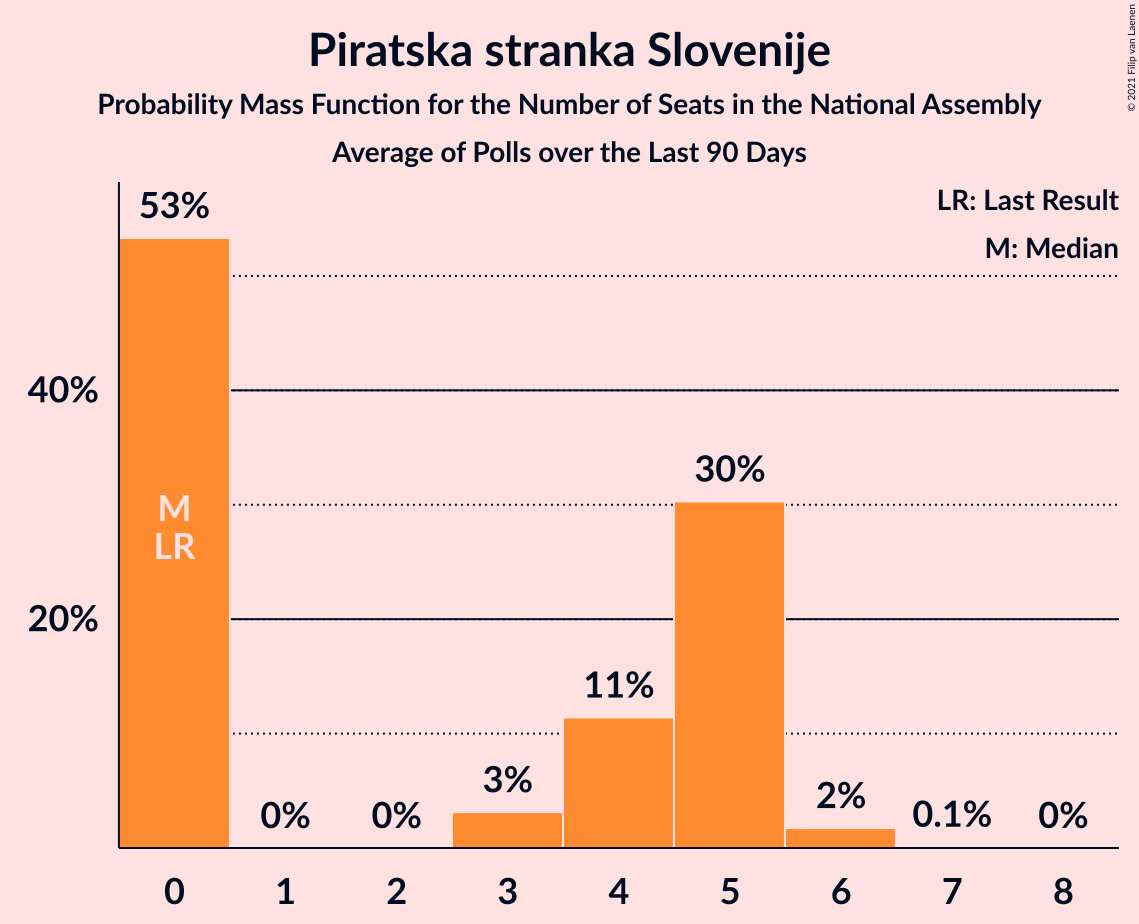 Piratska stranka Slovenije
Probability Mass Function for the Number of Seats in the National Assembly
Average of Polls over the Last 90 Days
© 2021 Filip van Laenen
LR: Last Result
M: Median
53%
40%
30%
M
LR
20%
11%
3%
2%
0%
0%
0.1%
0%
0 1 2 3 4 5 6 7 8